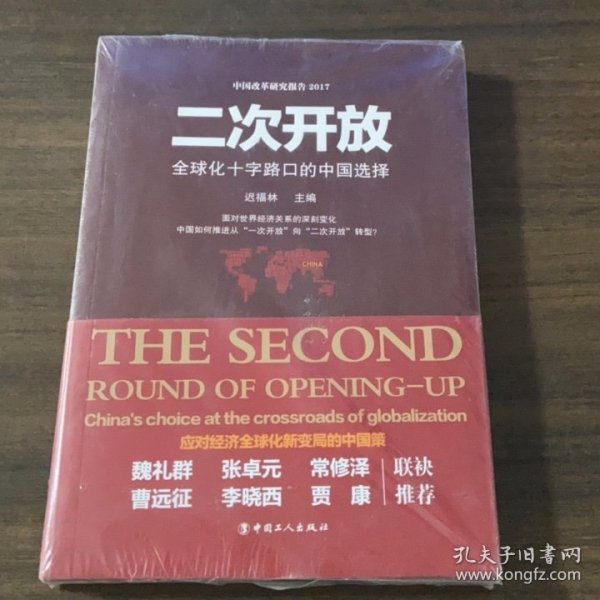 中国改革研究报告2017
二次开放
全球化十字路口的中国选择
迟福林 主编
面对世界经济关系的深刻变化
中国如何推进从“一次开放”向“二次开放”转型?
CHINA
THE SECOND
ROUND OF OPENING-UP
China's choice at the crossroads of globalization
应对经济全球化新变局的中国策
魏礼群 张卓元 常修泽 联袂
曹远征 李晓西 贾康 推荐
中国工人出版社
孔夫子旧书网
www.kongfz.com